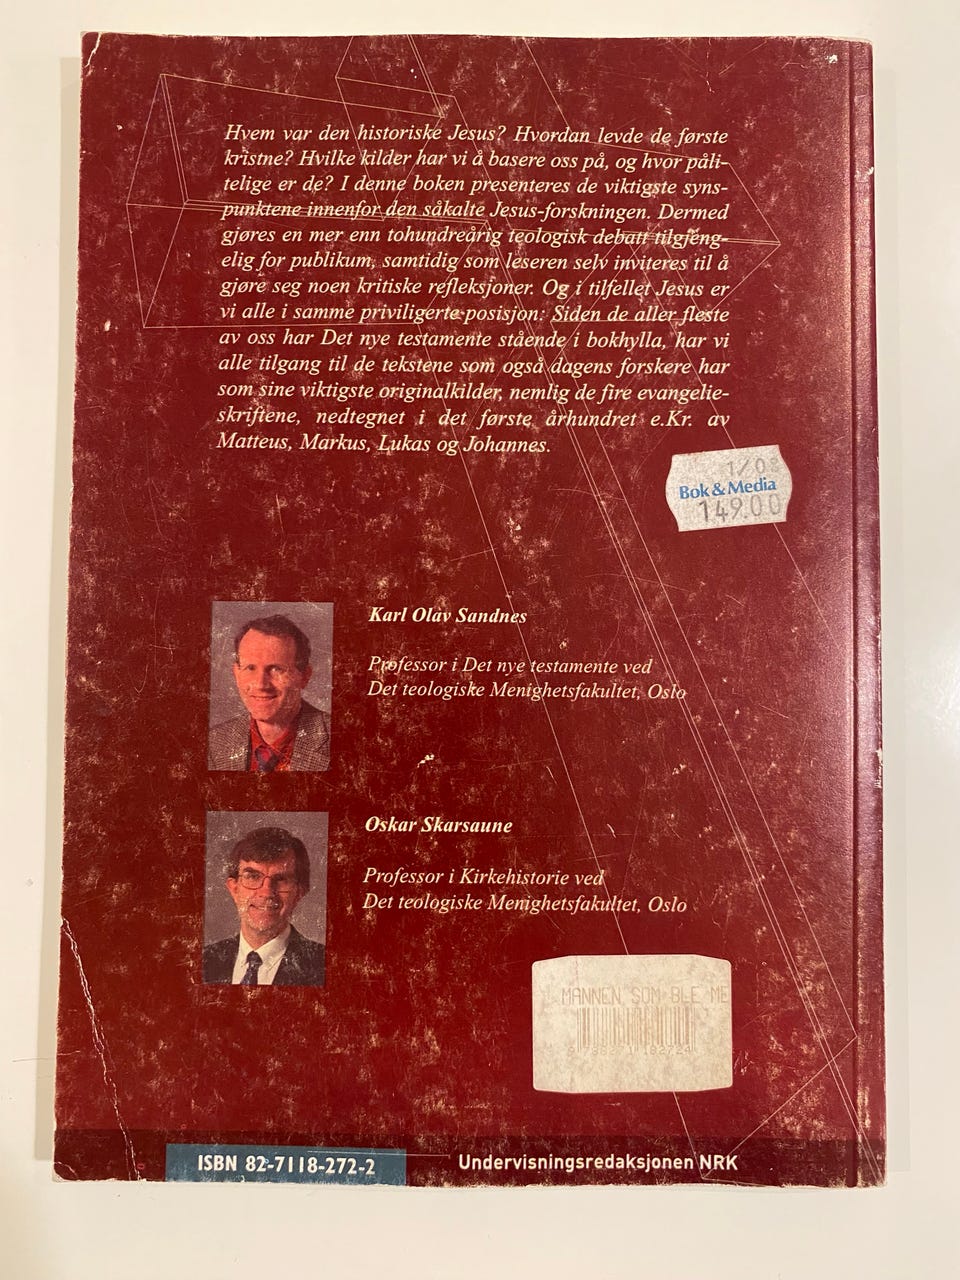 Hvem var den historiske Jesus? Hvordan levde de første
kristne? Hvilke kilder har vi å basere oss på, og hvor påli-
telige er de? I denne boken presenteres de viktigste syns-
punktene innenfor den såkalte Jesus-forskningen. Dermed
gjøres en mer enn tohundreårig teologisk debatt tilgjeng-
elig for publikum, samtidig som leseren selv inviteres til å
gjøre seg noen kritiske refleksjoner. Og i tilfellet Jesus er
vi alle i samme priviligerte posisjon: Siden de aller fleste
av oss har Det nye testamente stående i bokhylla, har vi
alle tilgang til de tekstene som også dagens forskere har
som sine viktigste originalkilder, nemlig de fire evangelie-
skriftene, nedtegnet i det første århundret e.Kr. av
Matteus, Markus, Lukas og Johannes.
Bok & Media
149.00
Karl Olav Sandnes
Professor i Det nye testamente ved
Det teologiske Menighetsfakultet, Oslo
Oskar Skarsaune
Professor i Kirkehistorie ved
Det teologiske Menighetsfakultet, Oslo
MANNEN SOM BLE ME
ISBN 82-7118-272-2
Undervisningsredaksjonen NRK